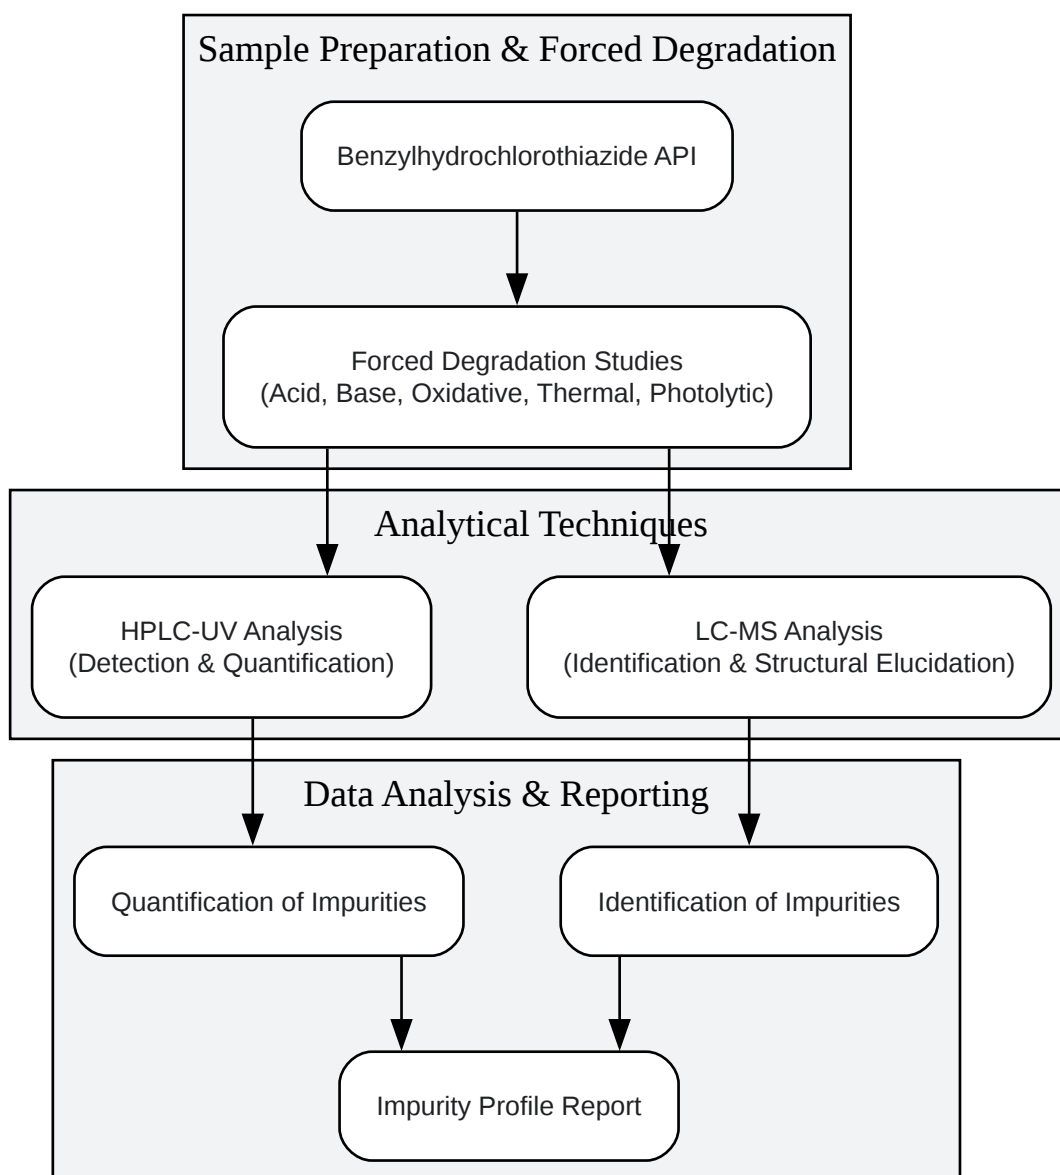 Sample Preparation & Forced Degradation
Benzylhydrochlorothiazide API
Forced Degradation Studies
(Acid, Base, Oxidative, Thermal, Photolytic)
Analytical Techniques
HPLC-UV Analysis
(Detection & Quantification)
LC-MS Analysis
(Identification & Structural Elucidation)
Data Analysis & Reporting
Quantification of Impurities
Identification of Impurities
Impurity Profile Report